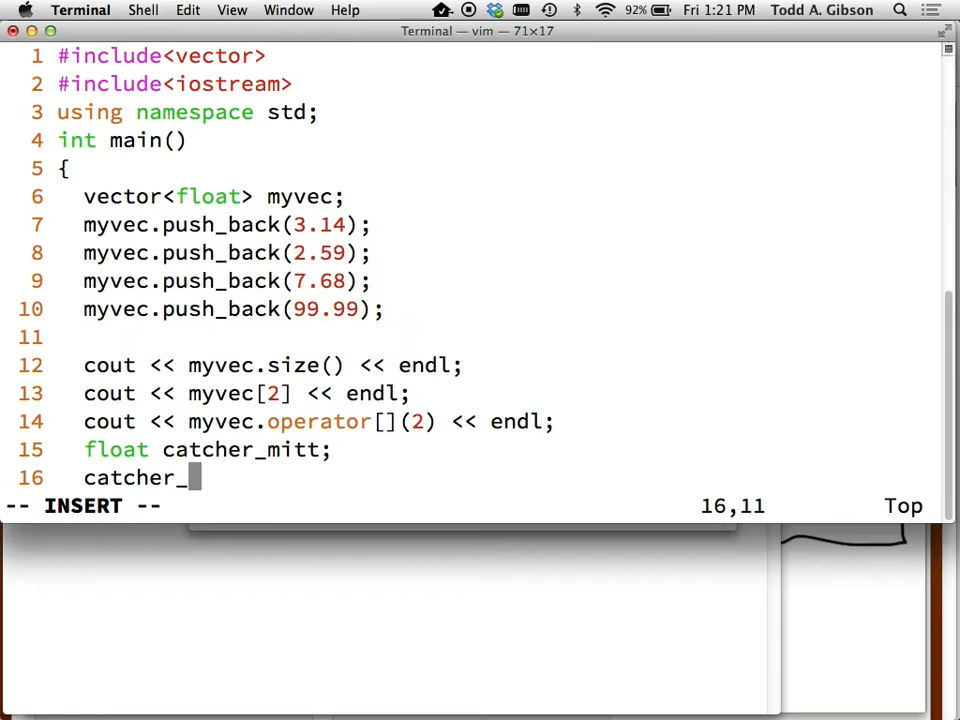 Terminal Shell Edit View Window Help 92% Fri 1:21 PM Todd A. Gibson
Terminal — vim — 71×17
1 #include<vector>
2 #include<iostream>
3 using namespace std;
4 int main()
5 {
6 vector<float> myvec;
7 myvec.push_back(3.14);
8 myvec.push_back(2.59);
9 myvec.push_back(7.68);
10 myvec.push_back(99.99);
11
12 cout << myvec.size() << endl;
13 cout << myvec[2] << endl;
14 cout << myvec.operator[](2) << endl;
15 float catcher_mitt;
16 catcher_
-- INSERT -- 16,11 Top